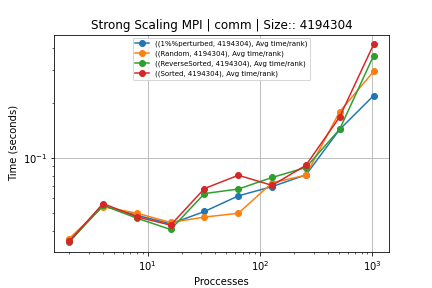 Strong Scaling MPI | comm | Size:: 4194304
((1%%perturbed, 4194304), Avg time/rank)
((Random, 4194304), Avg time/rank)
((ReverseSorted, 4194304), Avg time/rank)
((Sorted, 4194304), Avg time/rank)
Time (seconds)
10⁻¹
10¹ 10² 10³
Proccesses